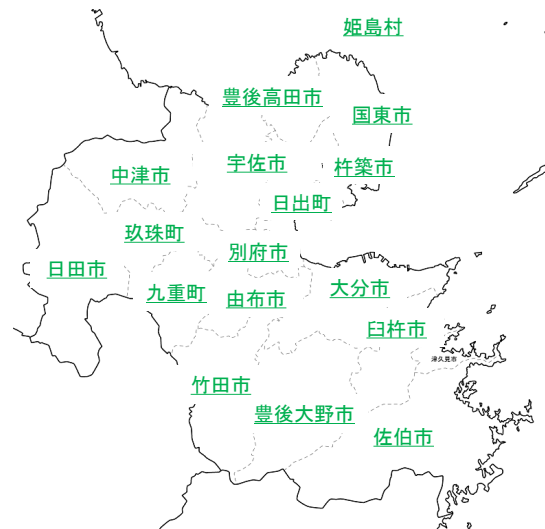 姫島村
豊後高田市
国東市
宇佐市
杵築市
中津市
日出町
玖珠町
別府市
日田市
大分市
九重町
由布市
臼杵市
津久見市
竹田市
豊後大野市
佐伯市